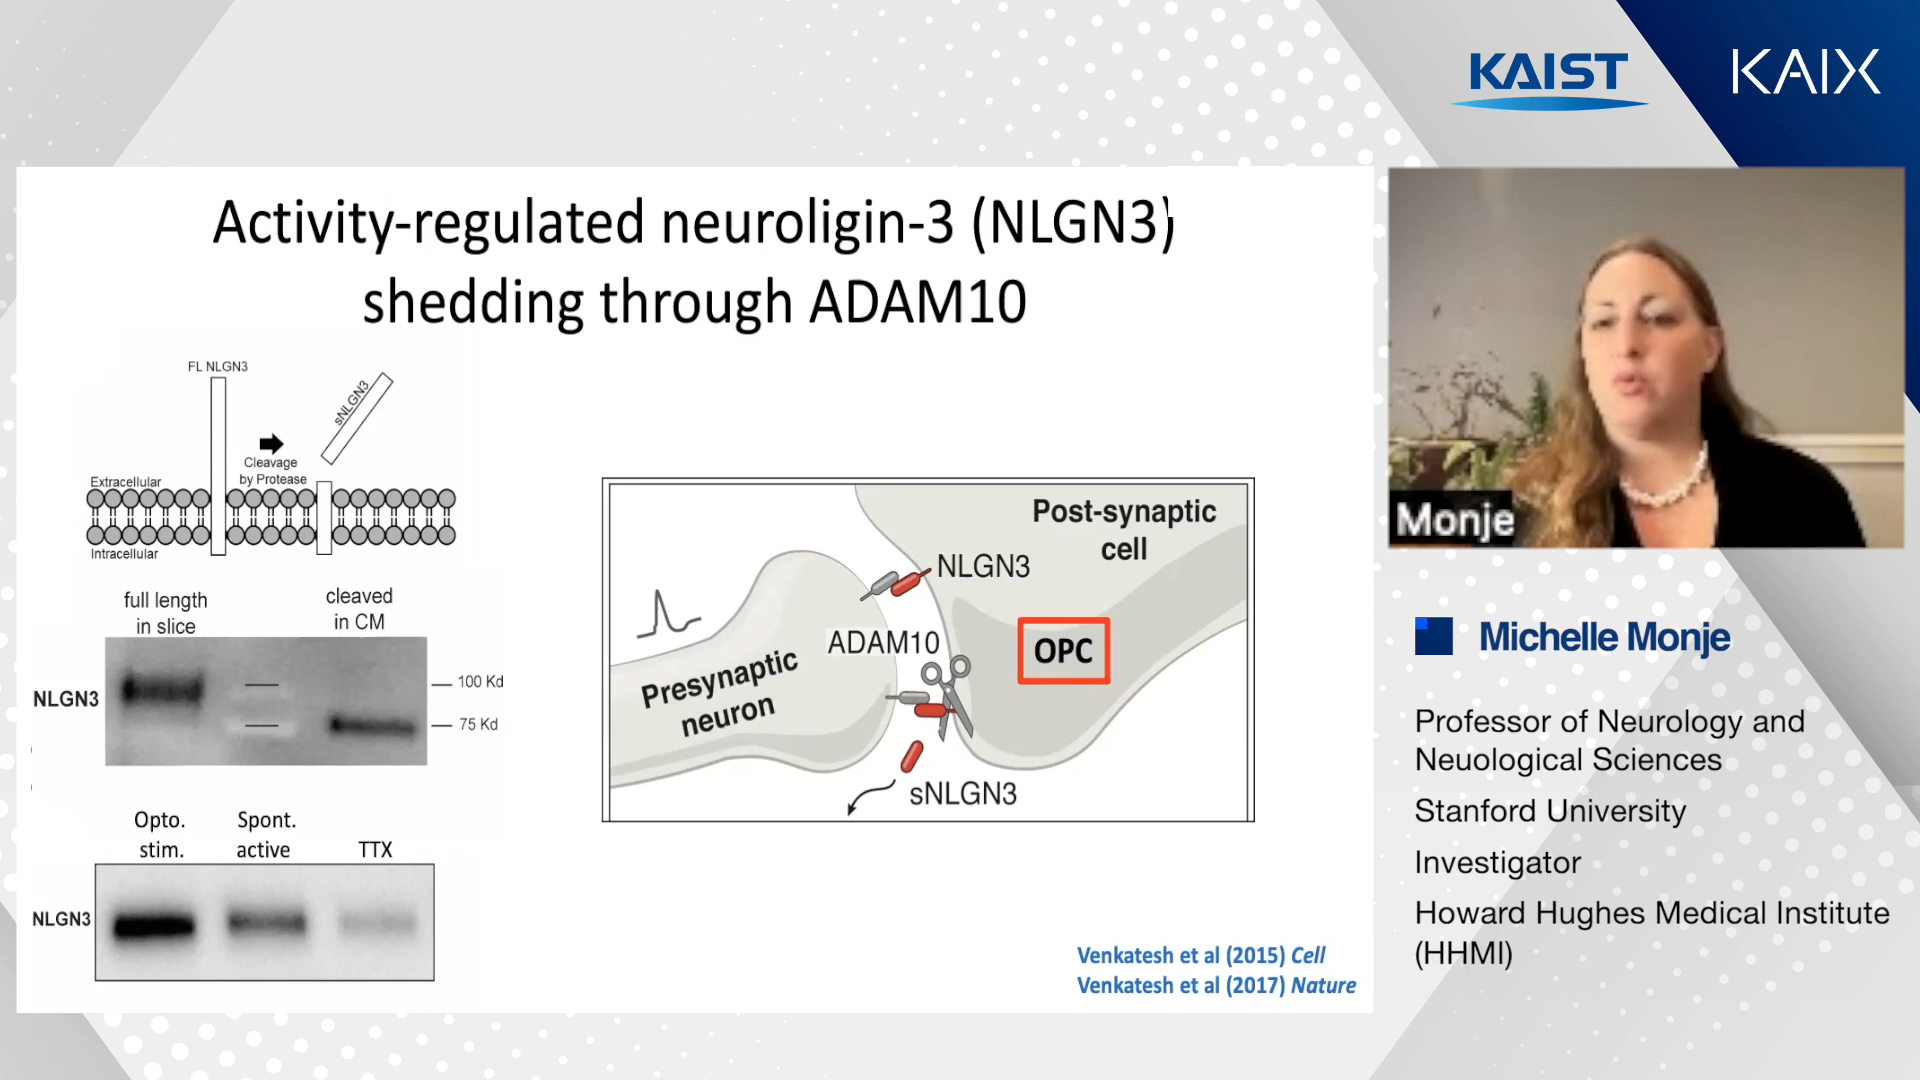 KAIST
KAIX
Activity-regulated neuroligin-3 (NLGN3)
shedding through ADAM10
FL NLGN3
sNLGN3
Cleavage
by Protease
Extracellular
Intracellular
full length
in slice
cleaved
in CM
NLGN3
100 Kd
75 Kd
Opto.
stim.
Spont.
active
TTX
NLGN3
Post-synaptic
cell
NLGN3
ADAM10
OPC
Presynaptic
neuron
sNLGN3
Venkatesh et al (2015) Cell
Venkatesh et al (2017) Nature
Monje
Michelle Monje
Professor of Neurology and
Neuological Sciences
Stanford University
Investigator
Howard Hughes Medical Institute
(HHMI)